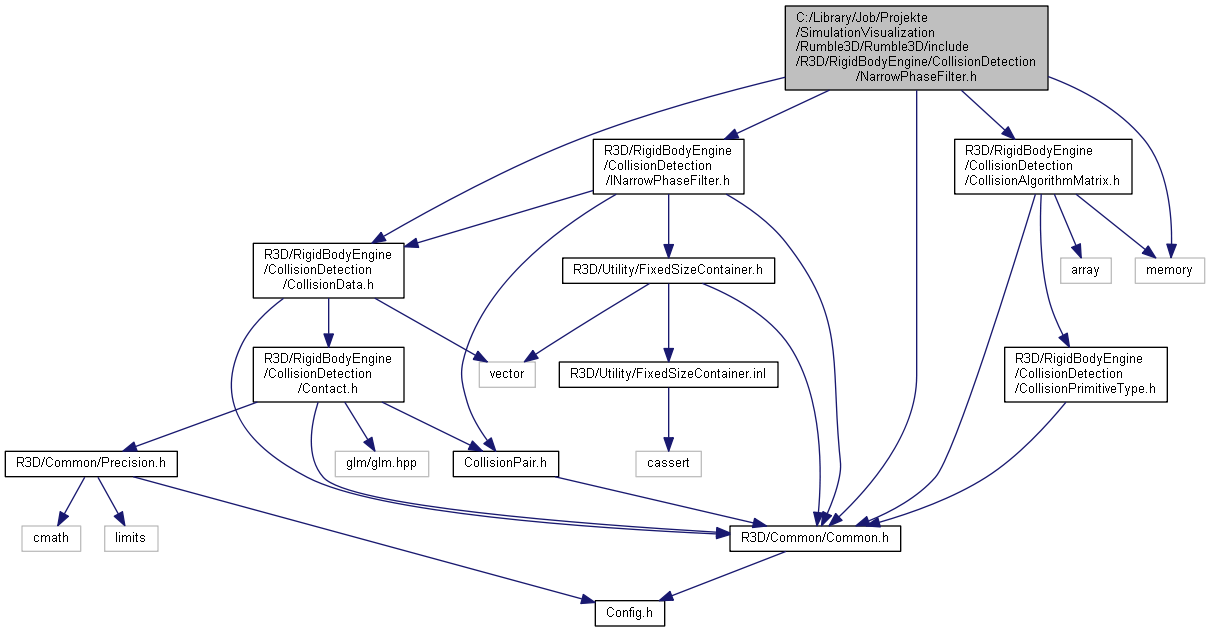 C:/Library/Job/Projekte
/SimulationVisualization
/Rumble3D/Rumble3D/include
/R3D/RigidBodyEngine/CollisionDetection
/NarrowPhaseFilter.h
R3D/RigidBodyEngine
/CollisionDetection
/INarrowPhaseFilter.h
R3D/RigidBodyEngine
/CollisionDetection
/CollisionAlgorithmMatrix.h
R3D/RigidBodyEngine
/CollisionDetection
/CollisionData.h
R3D/Utility/FixedSizeContainer.h
array
memory
R3D/RigidBodyEngine
/CollisionDetection
/Contact.h
vector
R3D/Utility/FixedSizeContainer.inl
R3D/RigidBodyEngine
/CollisionDetection
/CollisionPrimitiveType.h
R3D/Common/Precision.h
glm/glm.hpp
CollisionPair.h
cassert
cmath
limits
R3D/Common/Common.h
Config.h